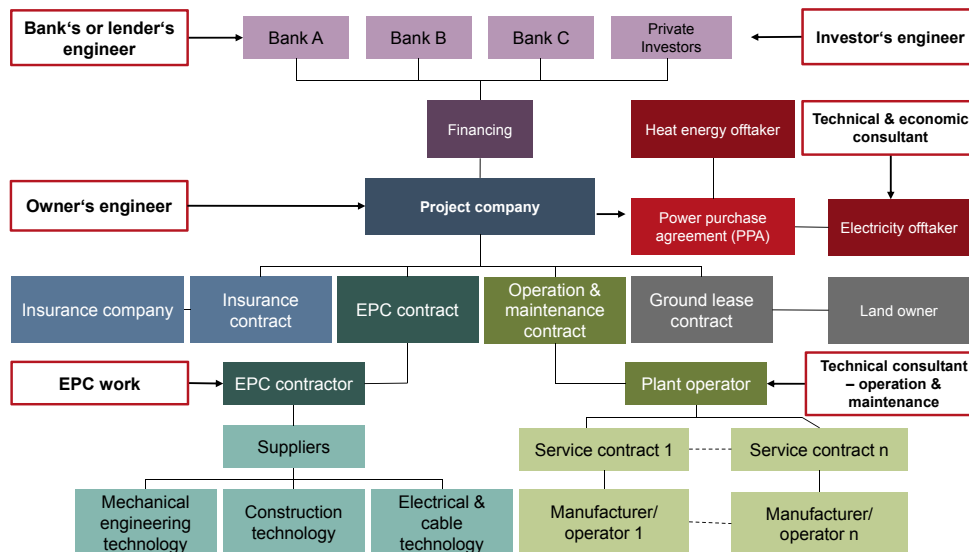 Bank‘s or lender‘s
engineer
Bank A
Bank B
Bank C
Private
Investors
Investor‘s engineer
Financing
Heat energy offtaker
Technical & economic
consultant
Owner‘s engineer
Project company
Power purchase
agreement (PPA)
Electricity offtaker
Insurance company
Insurance
contract
EPC contract
Operation &
maintenance
contract
Ground lease
contract
Land owner
EPC work
EPC contractor
Plant operator
Technical consultant
– operation &
maintenance
Suppliers
Service contract 1
Service contract n
Mechanical
engineering
technology
Construction
technology
Electrical &
cable
technology
Manufacturer/
operator 1
Manufacturer/
operator n